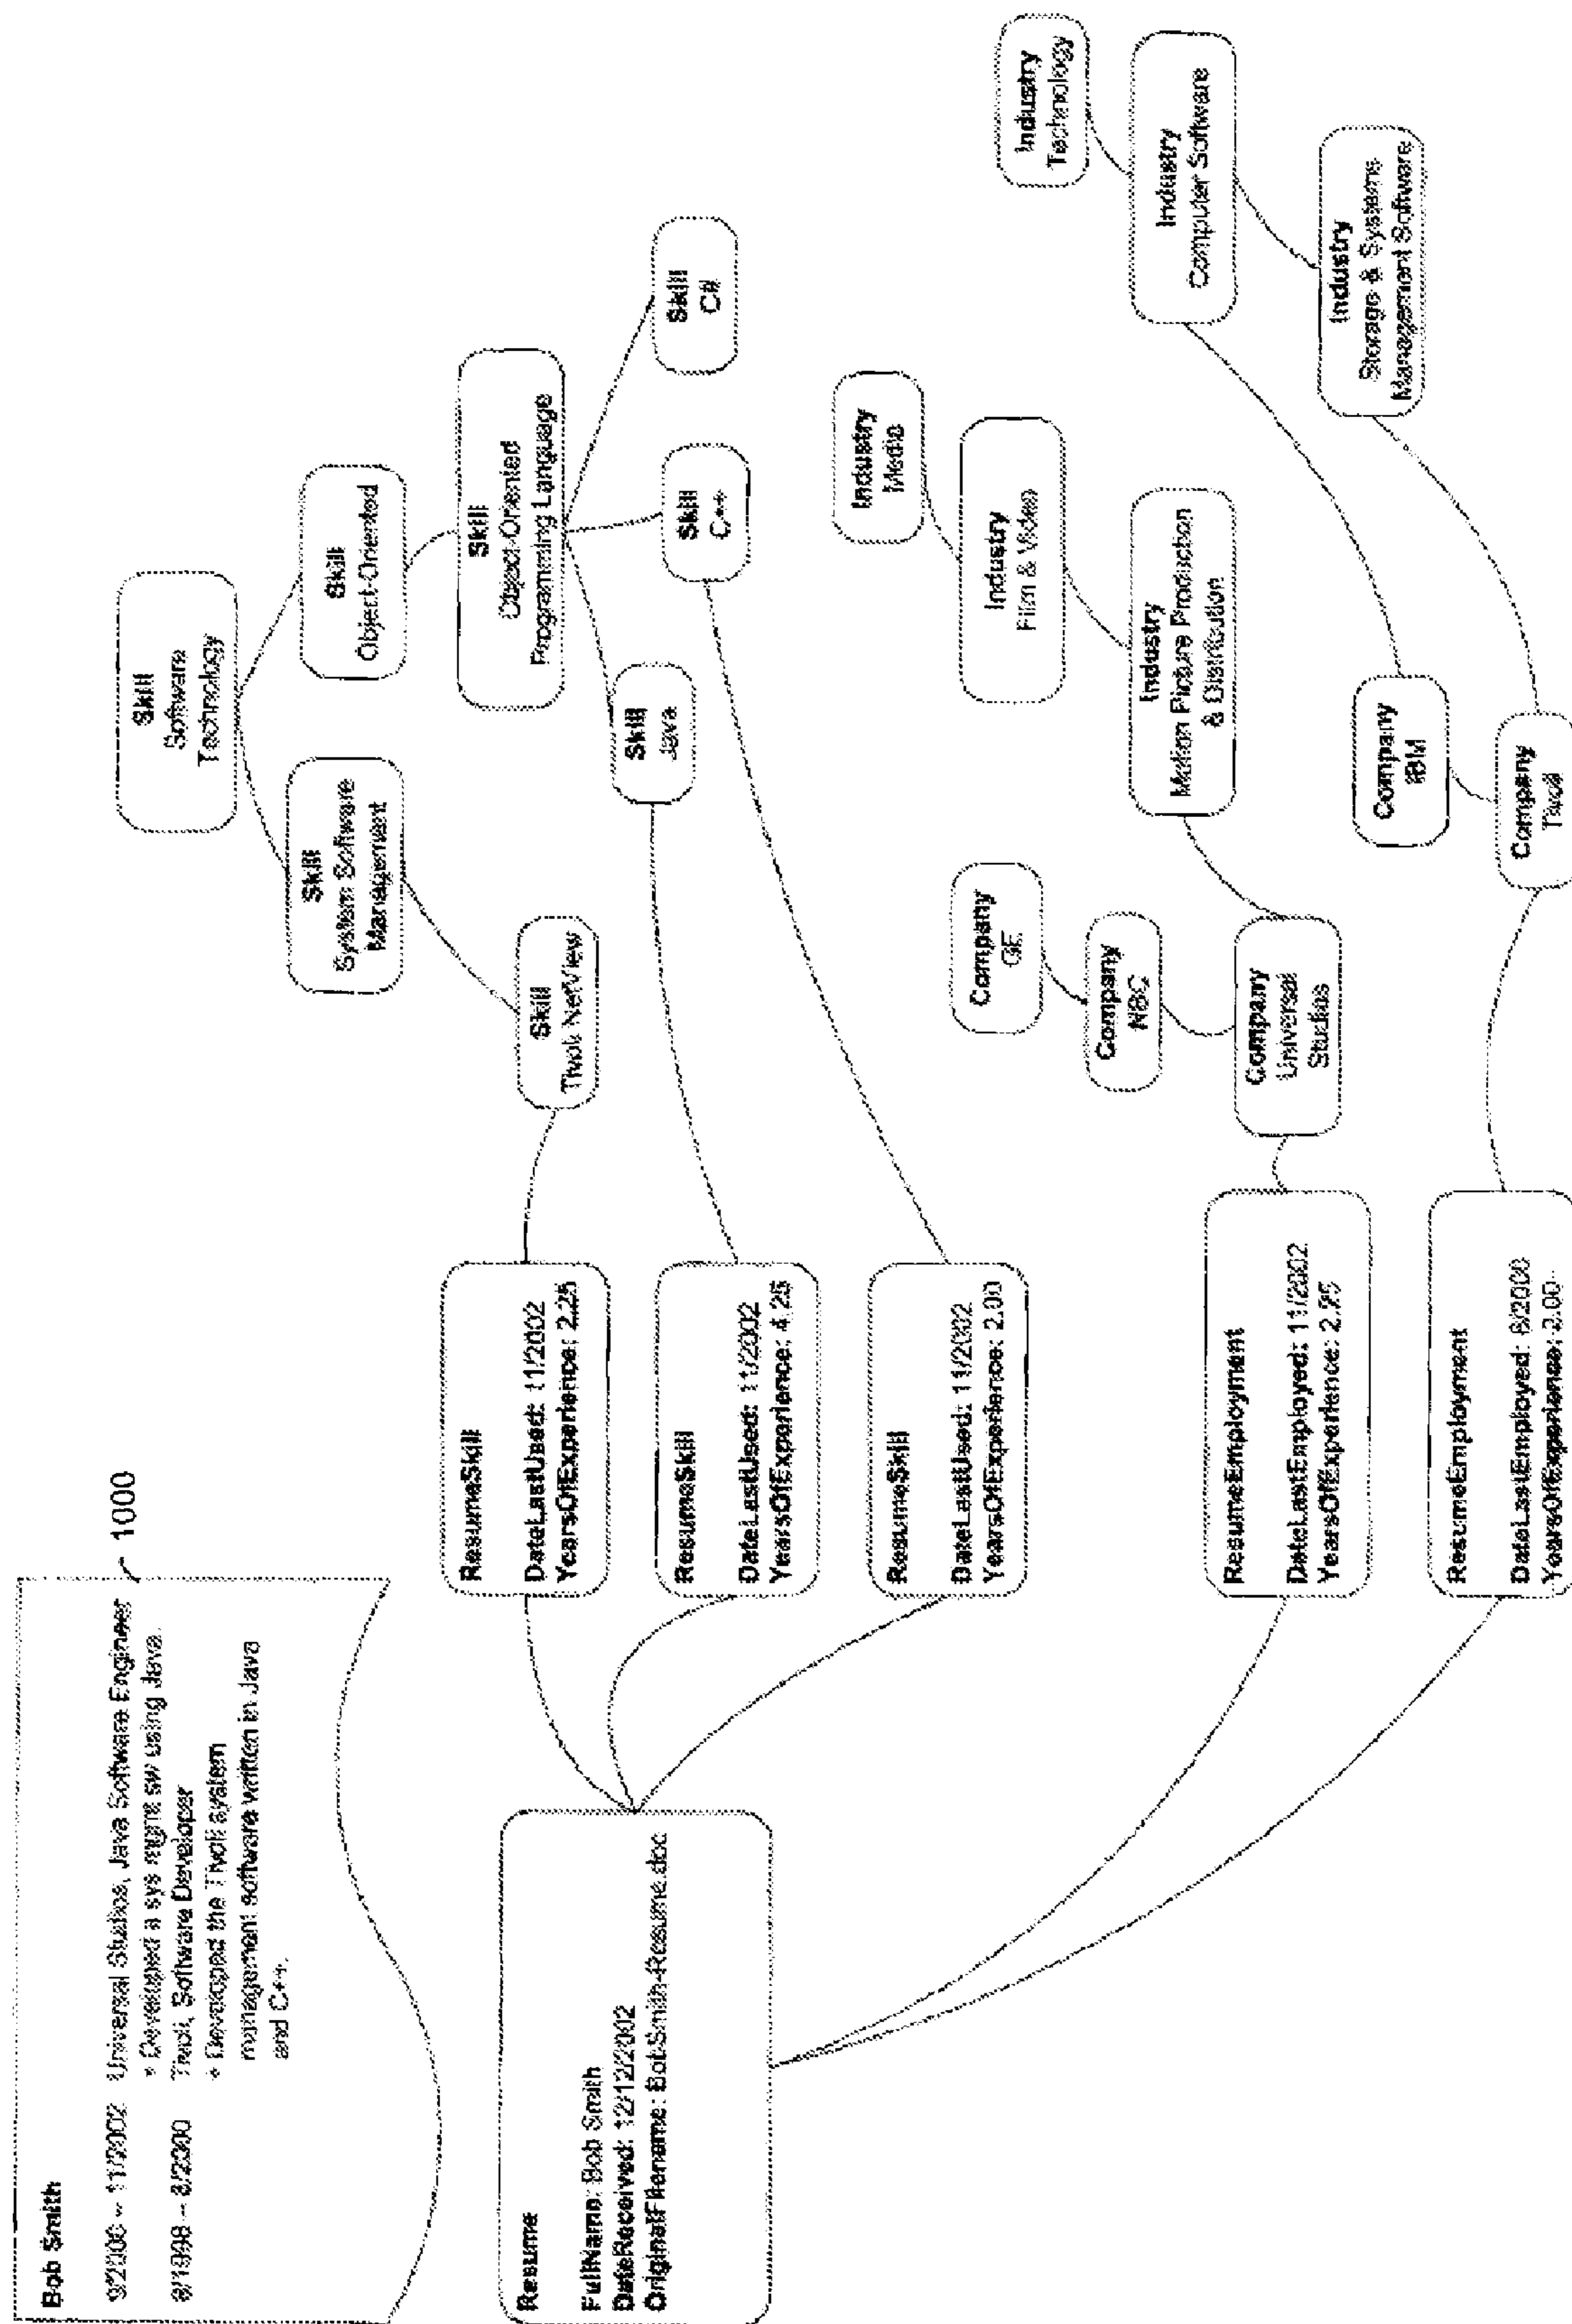 Bob Smith
9/2000 – 11/2002 Universal Studios, Java Software Engineer
* Developed a sys mgmt sw using Java.
8/2000 Tivoli, Software Developer
* Developed the Tivoli system
management software written in Java
and C++.
1000
Resume
FullName: Bob Smith
DateReceived: 12/12/2002
OriginalFilename: Bob-Smith-Resume.doc
ResumeSkill
DateLastUsed: 11/2002
YearsOfExperience: 2.25
ResumeSkill
DateLastUsed: 11/2002
YearsOfExperience: 4.25
ResumeSkill
DateLastUsed: 11/2002
YearsOfExperience: 2.00
ResumeEmployment
DateLastEmployed: 11/2002
YearsOfExperience: 2.25
ResumeEmployment
DateLastEmployed:
YearsOfExperience: 2.00
Skill
Software
Technology
Skill
System Software
Management
Skill
Object-Oriented
Skill
Tivoli NetView
Skill
Object-Oriented
Programming Language
Skill
Java
Skill
C++
Skill
C#
Company
GE
Company
NBC
Company
Universal
Studios
Industry
Media
Industry
Film & Video
Industry
Motion Picture Production
& Distribution
Company
IBM
Company
Tivoli
Industry
Technology
Industry
Computer Software
Industry
Storage & Systems
Management Software